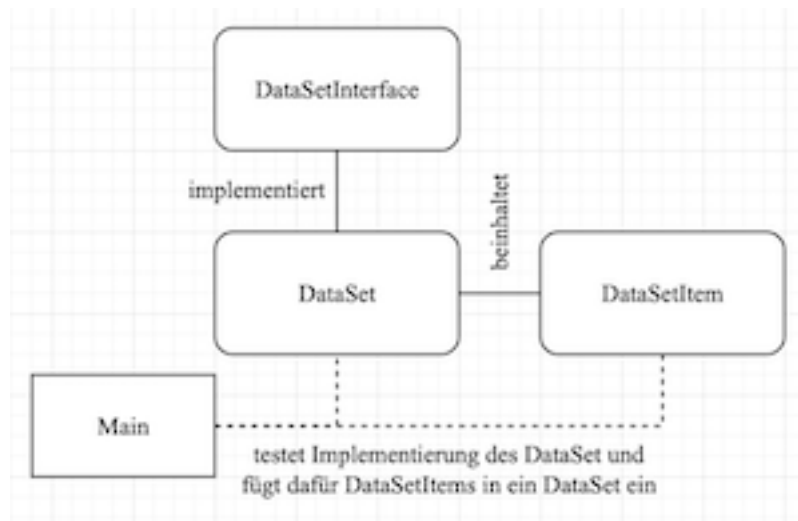 DataSetInterface
implementiert
beinhaltet
DataSet
DataSetItem
Main
testet Implementierung des DataSet und
fügt dafür DataSetItems in ein DataSet ein